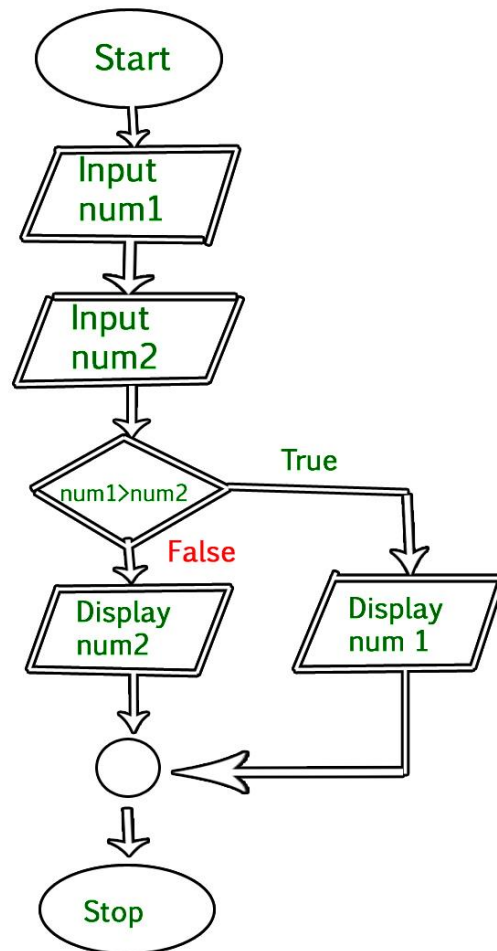 Start
Input
num1
Input
num2
num1>num2
True
False
Display
num2
Display
num 1
Stop